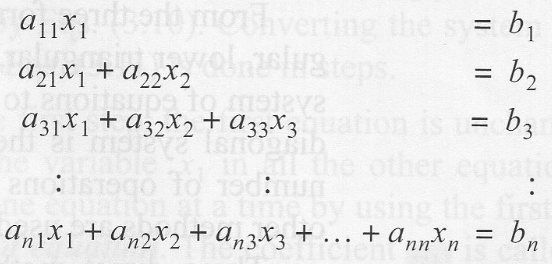 a₁₁x₁ = b₁
a₂₁x₁ + a₂₂x₂ = b₂
a₃₁x₁ + a₃₂x₂ + a₃₃x₃ = b₃
⋮ ⋮ ⋮
aₙ₁x₁ + aₙ₂x₂ + aₙ₃x₃ + ... + aₙₙxₙ = bₙ